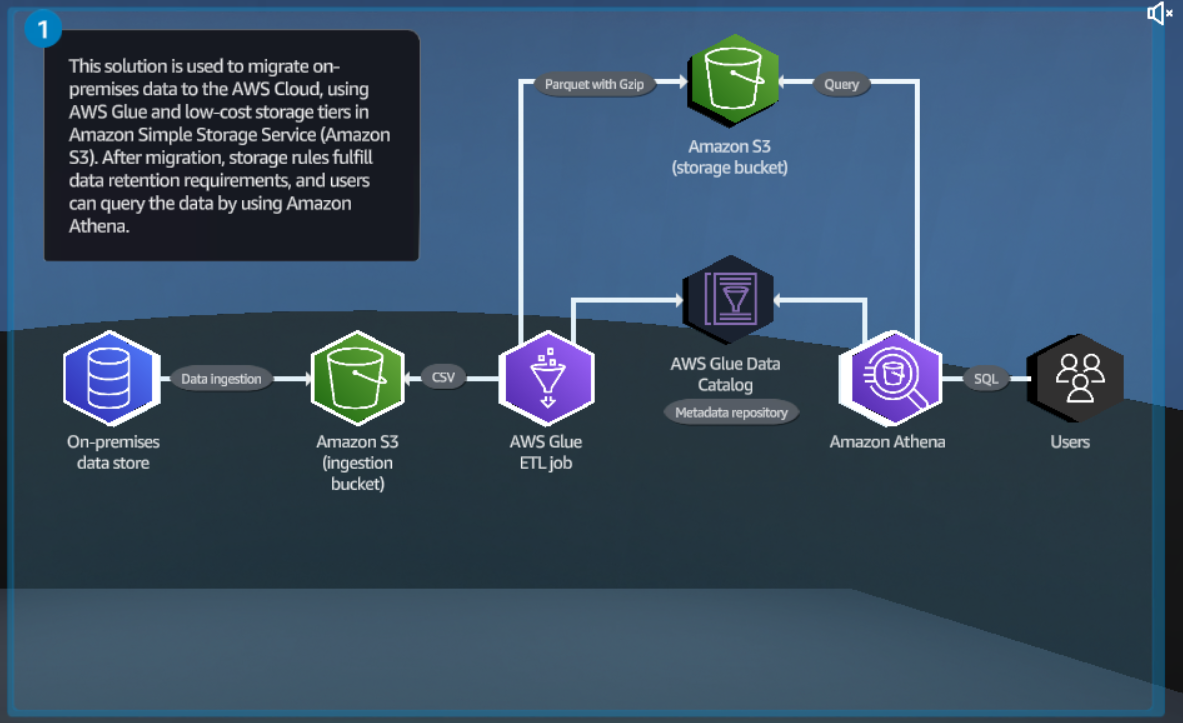 1
This solution is used to migrate on-
premises data to the AWS Cloud, using
AWS Glue and low-cost storage tiers in
Amazon Simple Storage Service (Amazon
S3). After migration, storage rules fulfill
data retention requirements, and users
can query the data by using Amazon
Athena.
Parquet with Gzip
Query
Amazon S3
(storage bucket)
AWS Glue Data
Catalog
Metadata repository
Data ingestion
CSV
SQL
On-premises
data store
Amazon S3
(ingestion
bucket)
AWS Glue
ETL job
Amazon Athena
Users